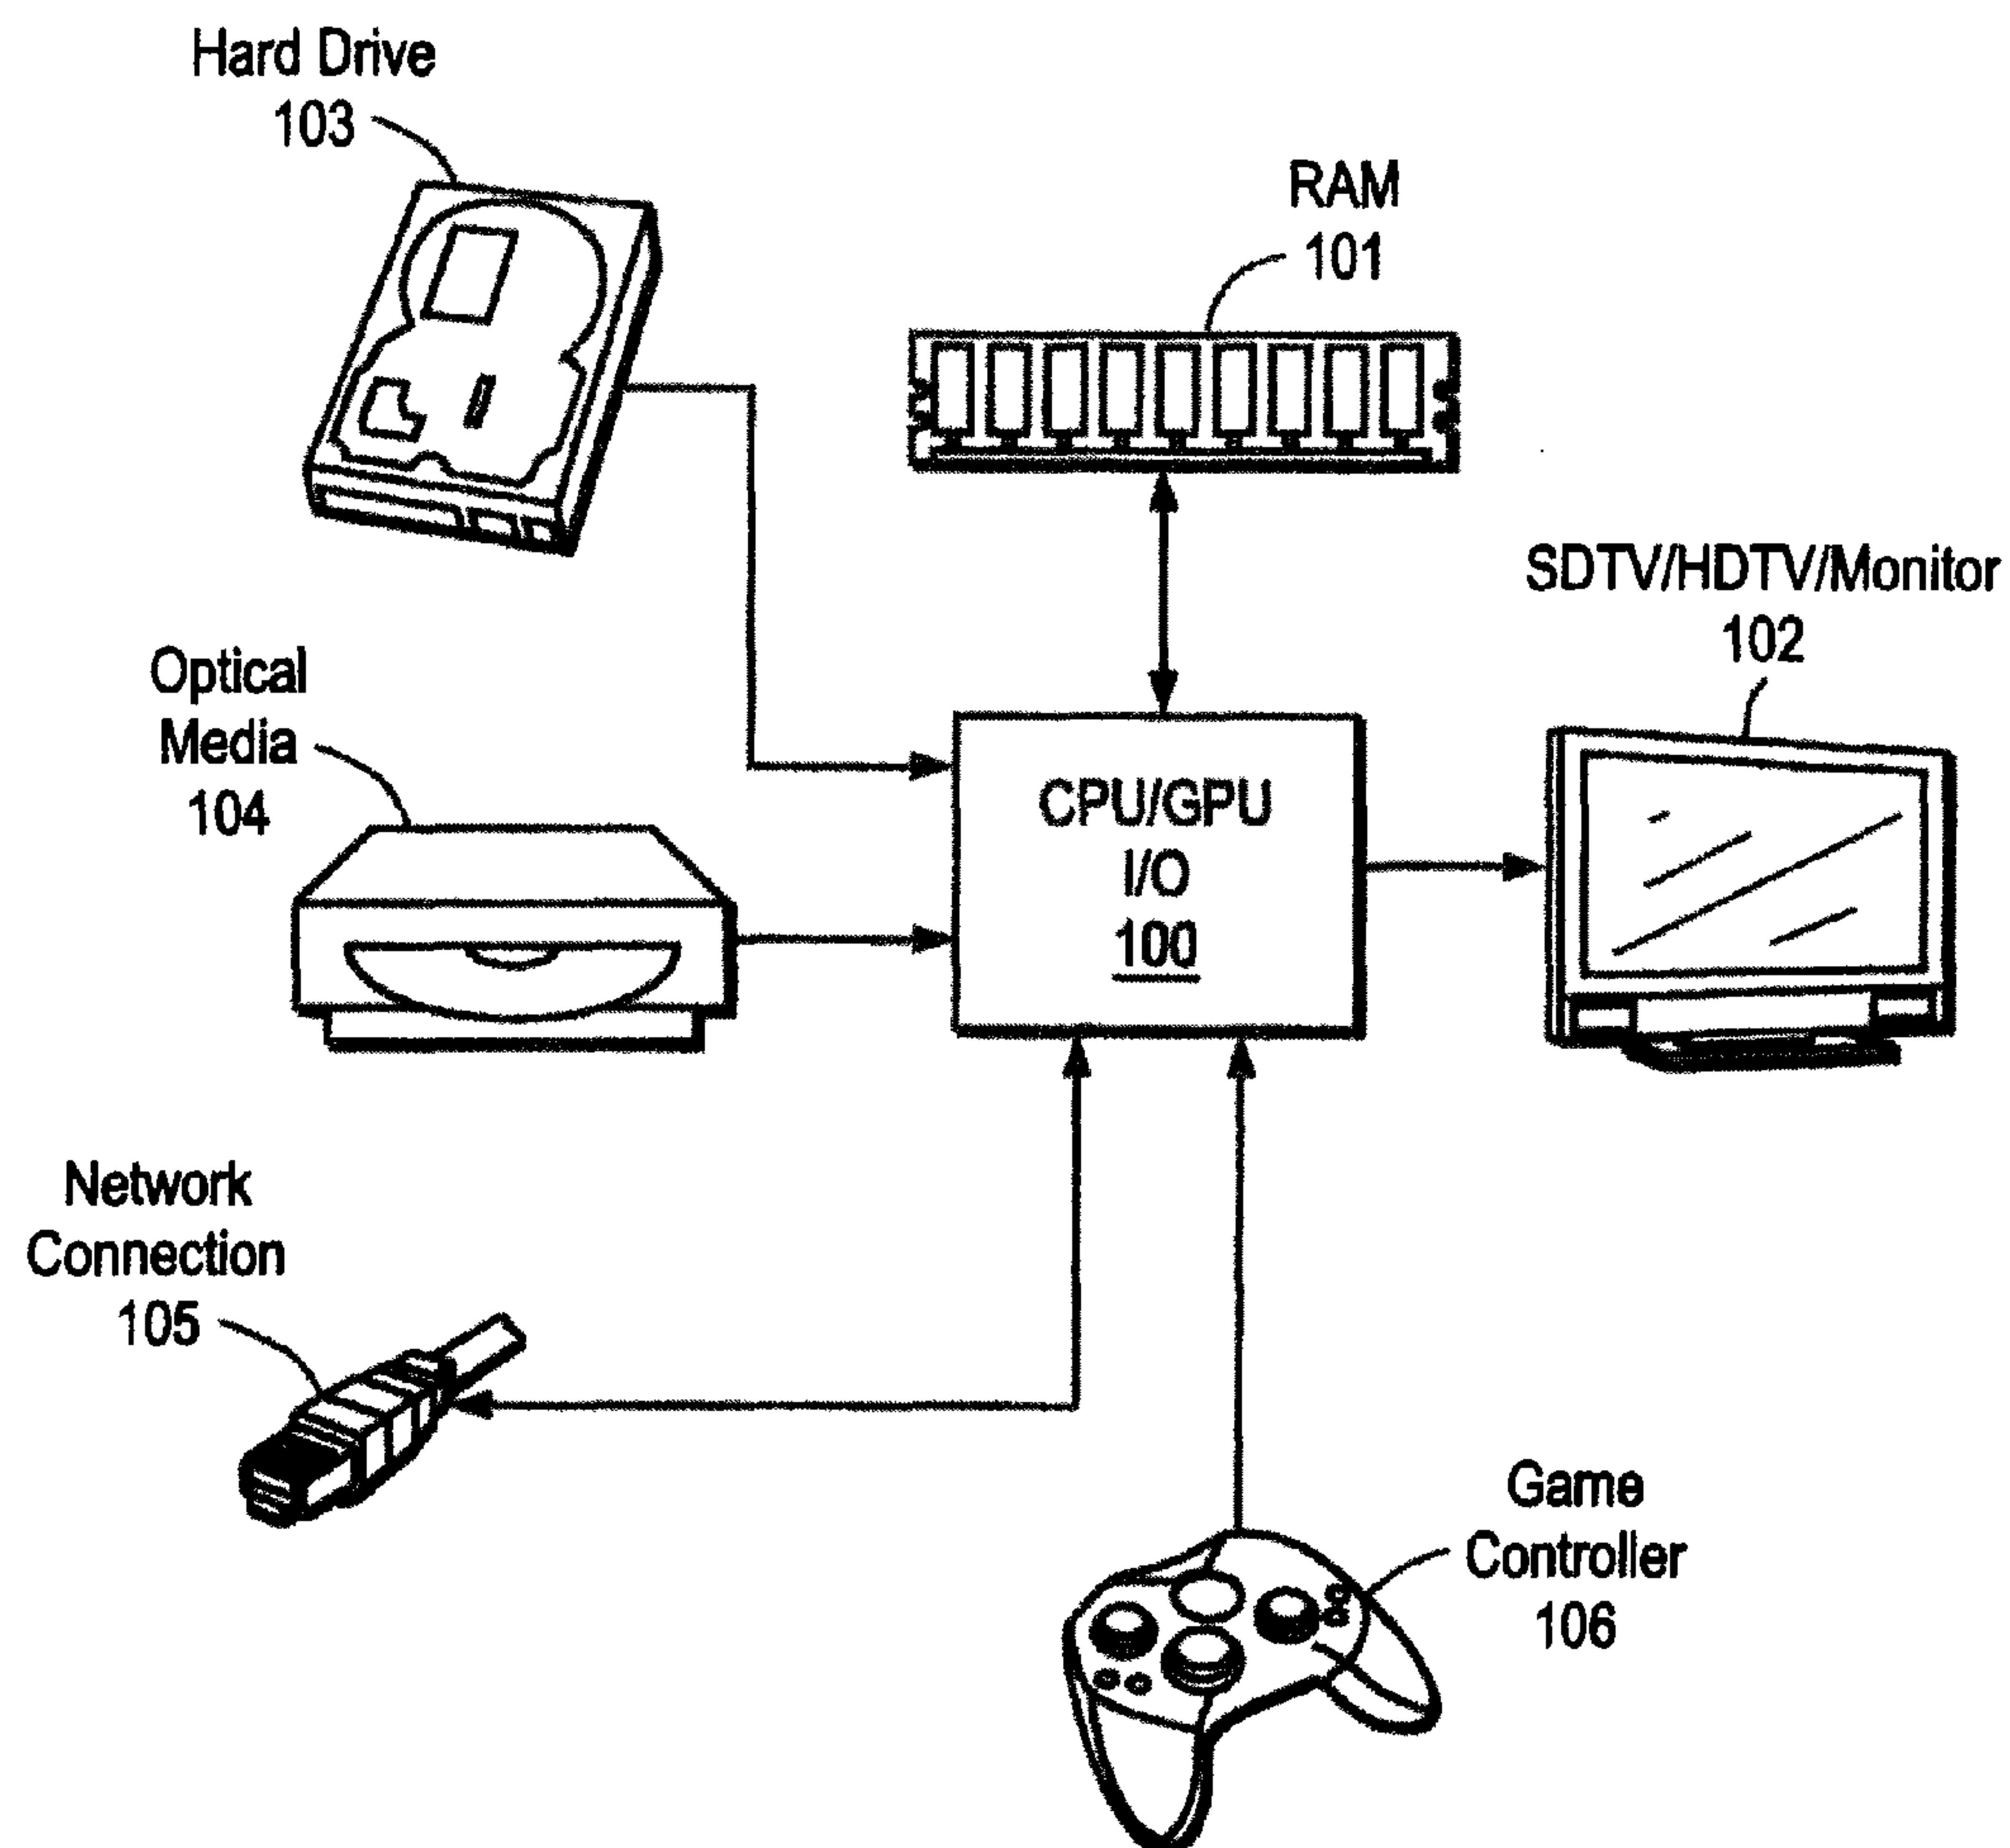 Hard Drive
103
RAM
101
SDTV/HDTV/Monitor
102
Optical
Media
104
CPU/GPU
I/O
100
Network
Connection
105
Game
Controller
106